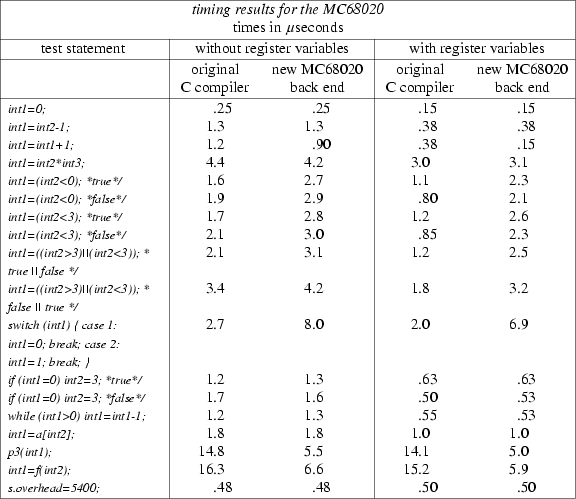 timing results for the MC68020
times in µseconds
test statement without register variables with register variables
original new MC68020 original new MC68020
C compiler back end C compiler back end
int1=0; .25 .25 .15 .15
int1=int2-1; 1.3 1.3 .38 .38
int1=int1+1; 1.2 .90 .38 .15
int1=int2*int3; 4.4 4.2 3.0 3.1
int1=(int2<0); *true*/ 1.6 2.7 1.1 2.3
int1=(int2<0); *false*/ 1.9 2.9 .80 2.1
int1=(int2<3); *true*/ 1.7 2.8 1.2 2.6
int1=(int2<3); *false*/ 2.1 3.0 .85 2.3
int1=((int2>3)||(int2<3)); * 2.1 3.1 1.2 2.5
true || false */
int1=((int2>3)||(int2<3)); * 3.4 4.2 1.8 3.2
false || true */
switch (int1) { case 1: 2.7 8.0 2.0 6.9
int1=0; break; case 2:
int1=1; break; }
if (int1=0) int2=3; *true*/ 1.2 1.3 .63 .63
if (int1=0) int2=3; *false*/ 1.7 1.6 .50 .53
while (int1>0) int1=int1-1; 1.2 1.3 .55 .53
int1=a[int2]; 1.8 1.8 1.0 1.0
p3(int1); 14.8 5.5 14.1 5.0
int1=f(int2); 16.3 6.6 15.2 5.9
s.overhead=5400; .48 .48 .50 .50